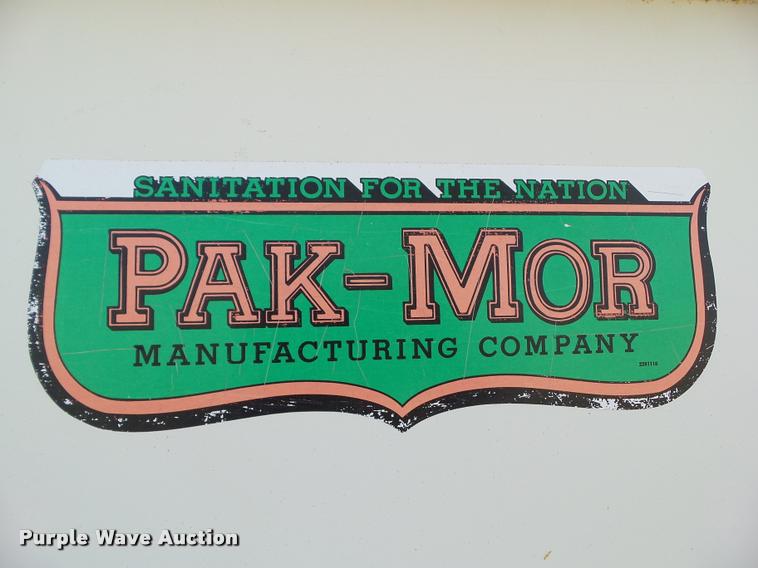 SANITATION FOR THE NATION
PAK-MOR
MANUFACTURING COMPANY
Purple Wave Auction